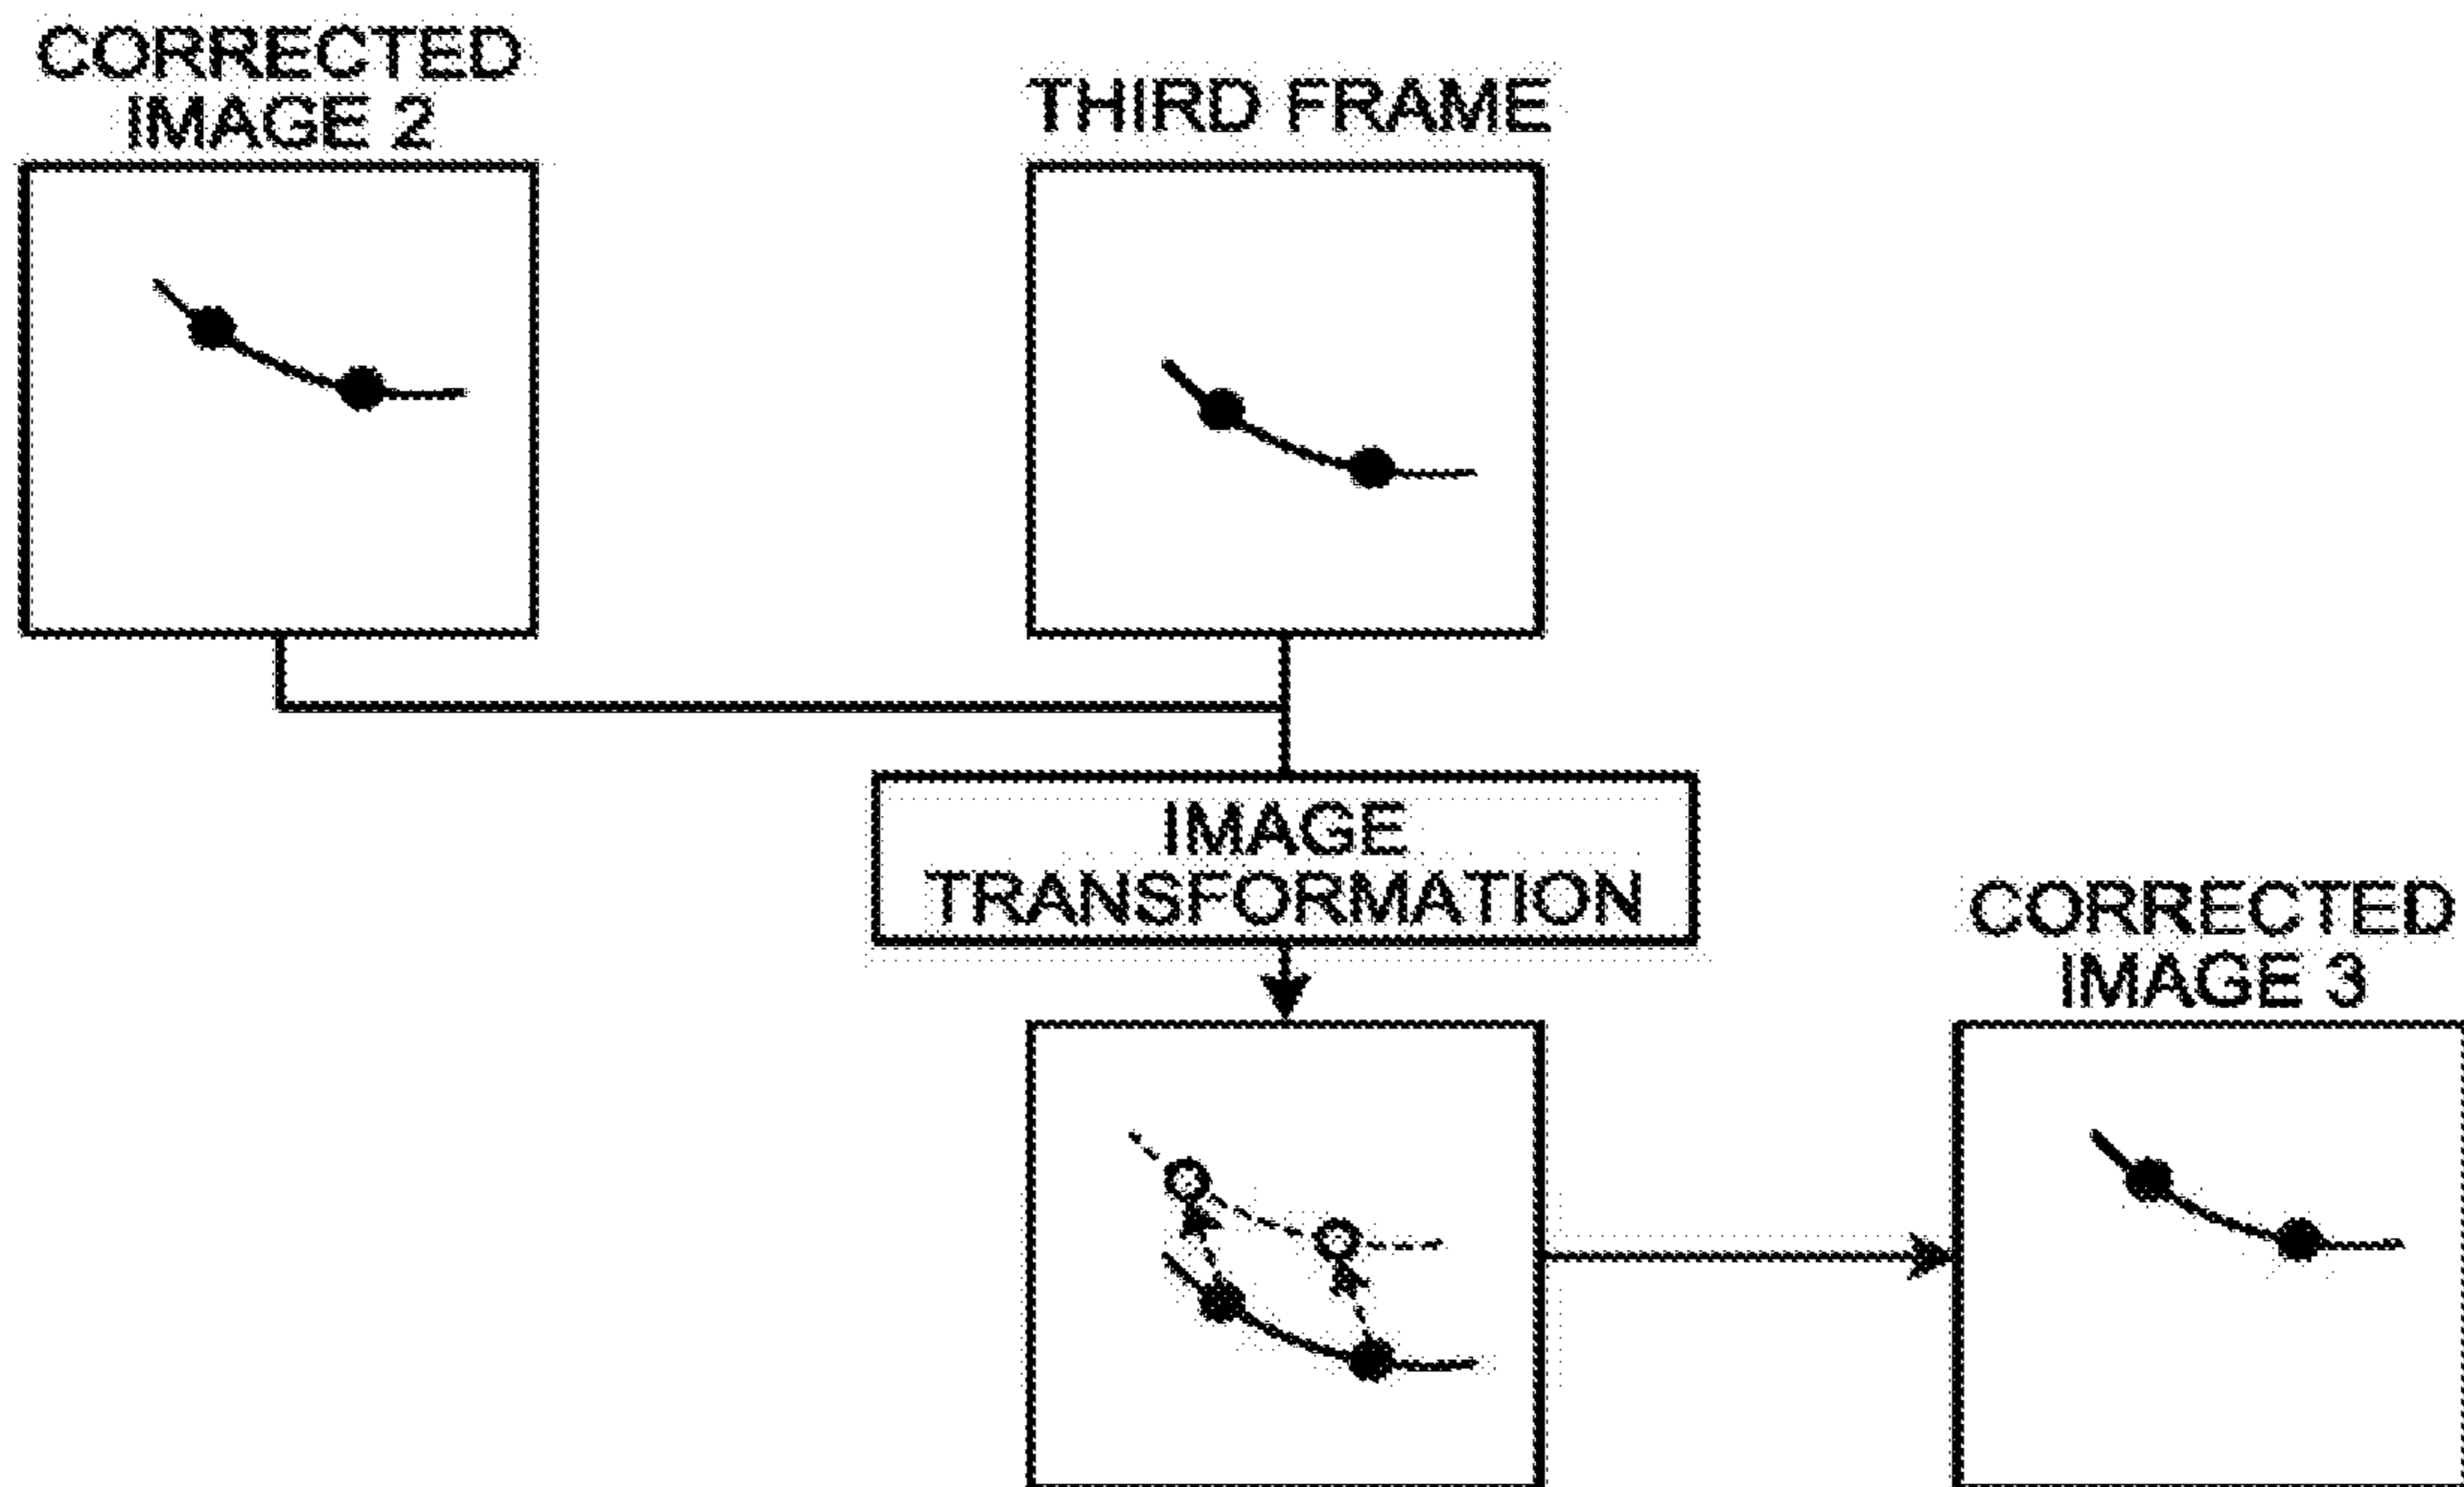 CORRECTED
IMAGE 2
THIRD FRAME
IMAGE
TRANSFORMATION
CORRECTED
IMAGE 3